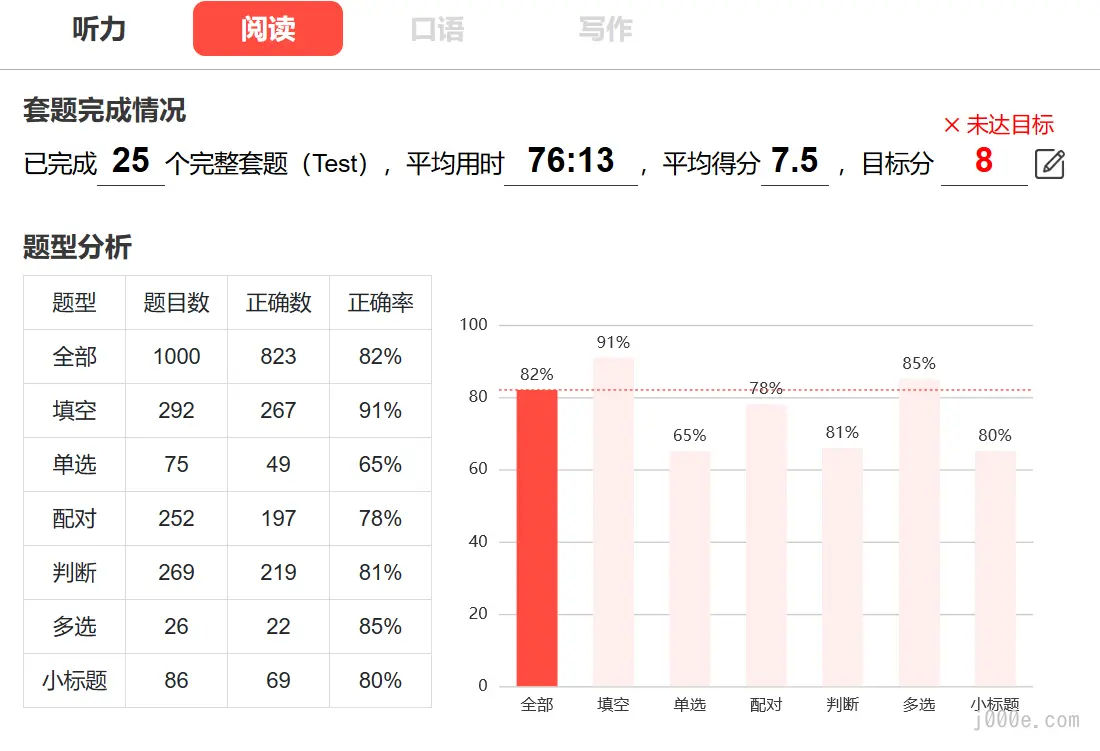 听力 阅读 口语 写作
套题完成情况
× 未达目标
已完成 25 个完整套题（Test），平均用时 76:13 ，平均得分 7.5 ，目标分 8
题型分析
题型 题目数 正确数 正确率
全部 1000 823 82%
填空 292 267 91%
单选 75 49 65%
配对 252 197 78%
判断 269 219 81%
多选 26 22 85%
小标题 86 69 80%
100
80
60
40
20
0
82% 91% 65% 78% 81% 85% 80%
全部 填空 单选 配对 判断 多选 小标题
j000e.com